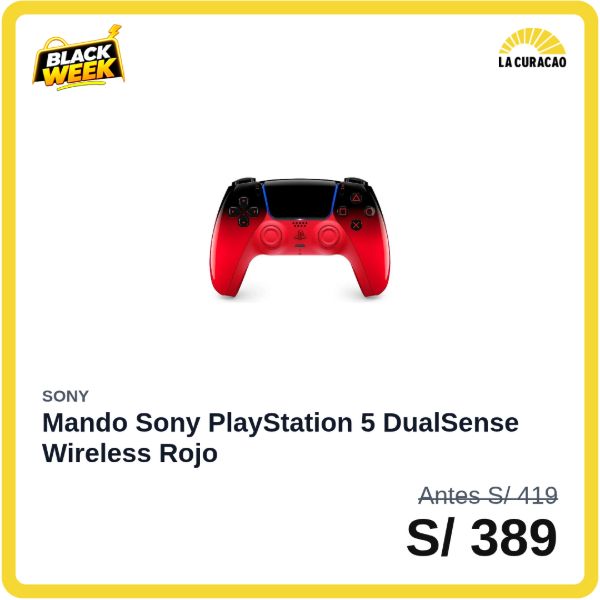 BLACK
WEEK
LA CURACAO
SONY
Mando Sony PlayStation 5 DualSense
Wireless Rojo
Antes S/ 419
S/ 389